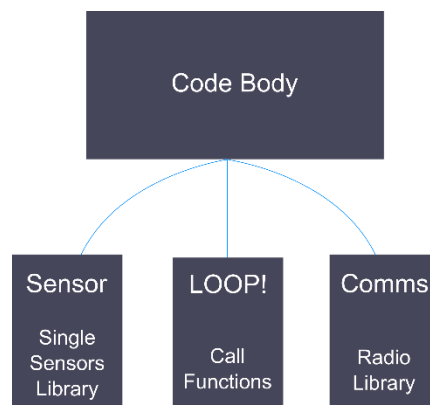 Code Body
Sensor
Single
Sensors
Library
LOOP!
Call
Functions
Comms
Radio
Library